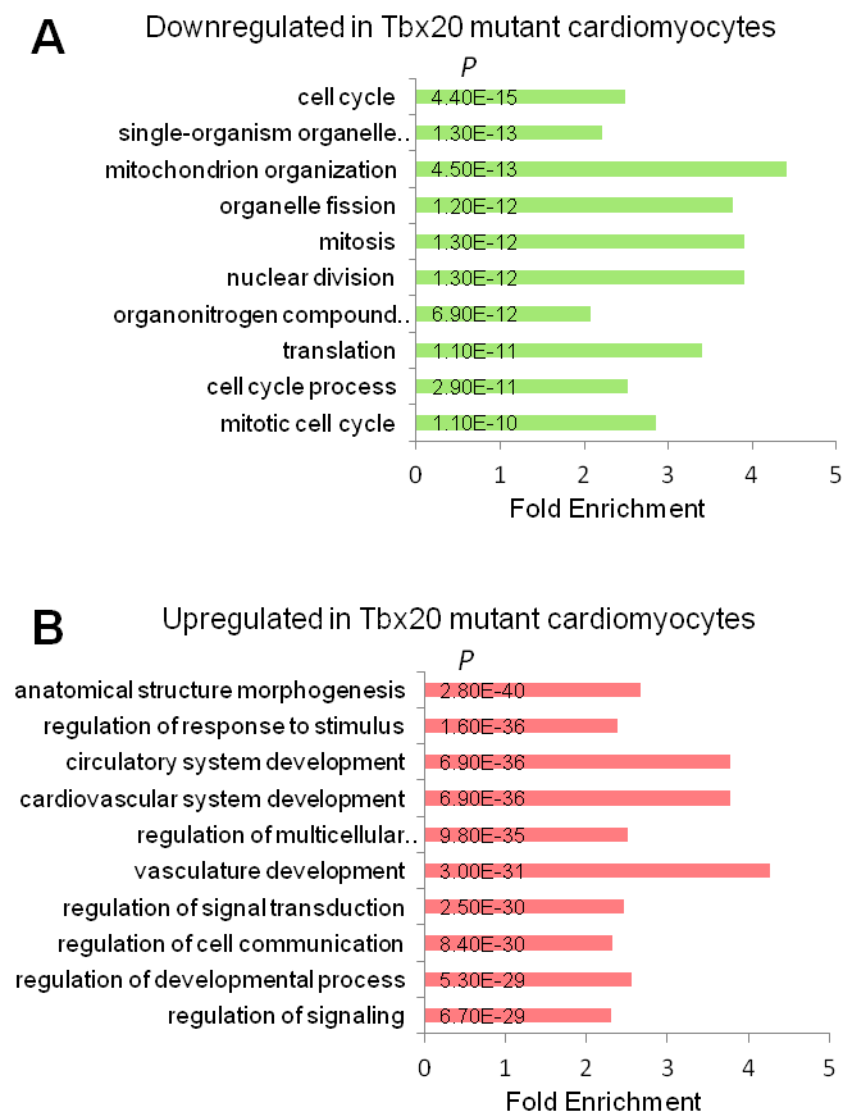 A
Downregulated in Tbx20 mutant cardiomyocytes
P
cell cycle 4.40E-15
single-organism organelle.. 1.30E-13
mitochondrion organization 4.50E-13
organelle fission 1.20E-12
mitosis 1.30E-12
nuclear division 1.30E-12
organonitrogen compound.. 6.90E-12
translation 1.10E-11
cell cycle process 2.90E-11
mitotic cell cycle 1.10E-10
0 1 2 3 4 5
Fold Enrichment
B
Upregulated in Tbx20 mutant cardiomyocytes
P
anatomical structure morphogenesis 2.80E-40
regulation of response to stimulus 1.60E-36
circulatory system development 6.90E-36
cardiovascular system development 6.90E-36
regulation of multicellular.. 9.80E-35
vasculature development 3.00E-31
regulation of signal transduction 2.50E-30
regulation of cell communication 8.40E-30
regulation of developmental process 5.30E-29
regulation of signaling 6.70E-29
0 1 2 3 4 5
Fold Enrichment